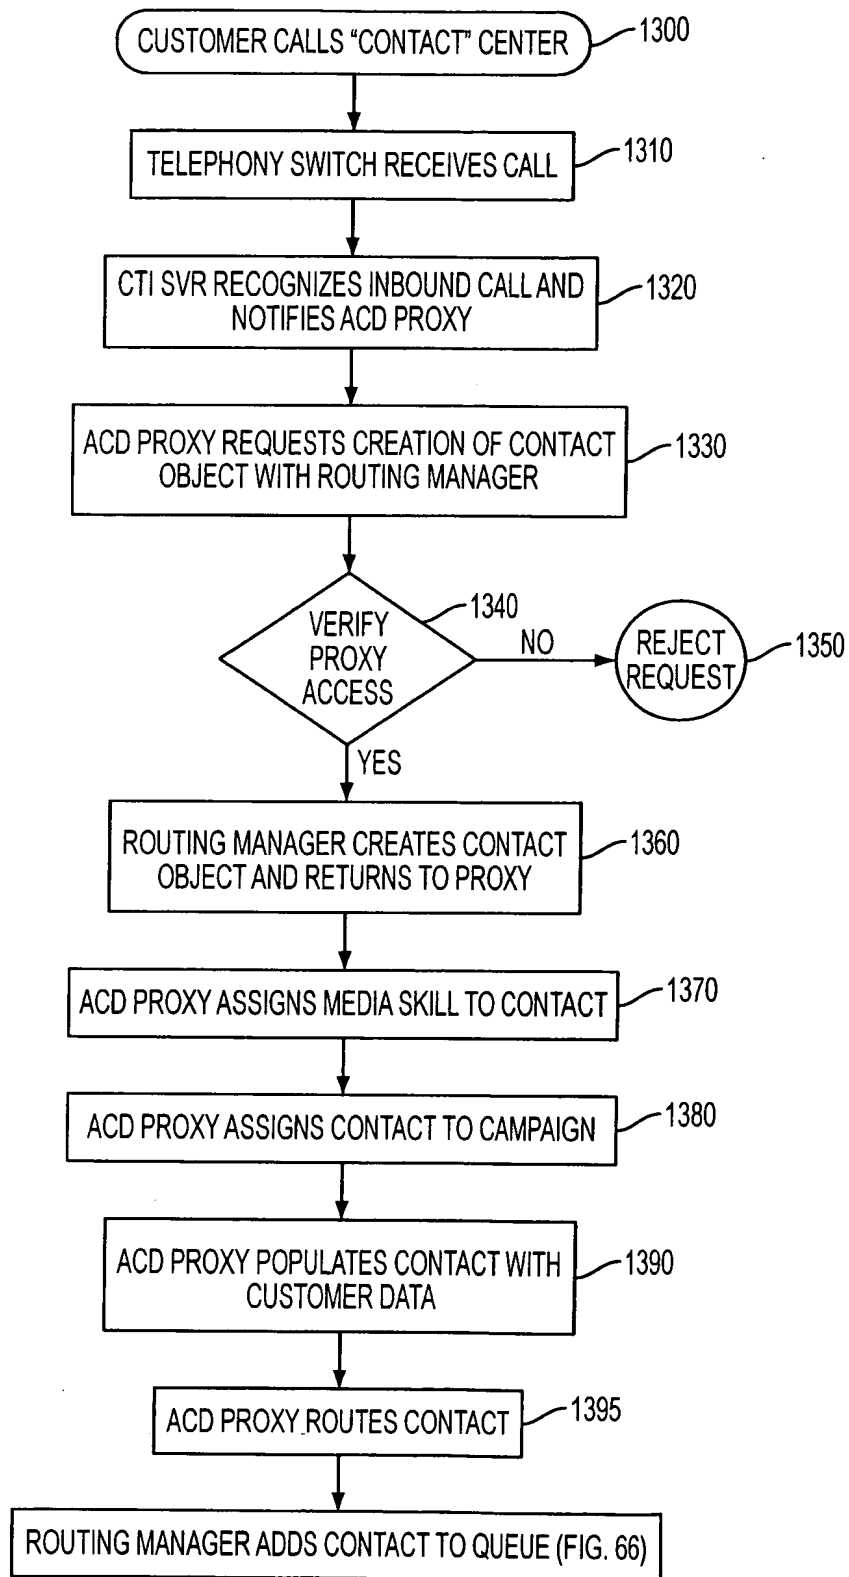 CUSTOMER CALLS “CONTACT” CENTER
1300
TELEPHONY SWITCH RECEIVES CALL
1310
CTI SVR RECOGNIZES INBOUND CALL AND
NOTIFIES ACD PROXY
1320
ACD PROXY REQUESTS CREATION OF CONTACT
OBJECT WITH ROUTING MANAGER
1330
VERIFY
PROXY
ACCESS
1340
NO
REJECT
REQUEST
1350
YES
ROUTING MANAGER CREATES CONTACT
OBJECT AND RETURNS TO PROXY
1360
ACD PROXY ASSIGNS MEDIA SKILL TO CONTACT
1370
ACD PROXY ASSIGNS CONTACT TO CAMPAIGN
1380
ACD PROXY POPULATES CONTACT WITH
CUSTOMER DATA
1390
ACD PROXY ROUTES CONTACT
1395
ROUTING MANAGER ADDS CONTACT TO QUEUE (FIG. 66)